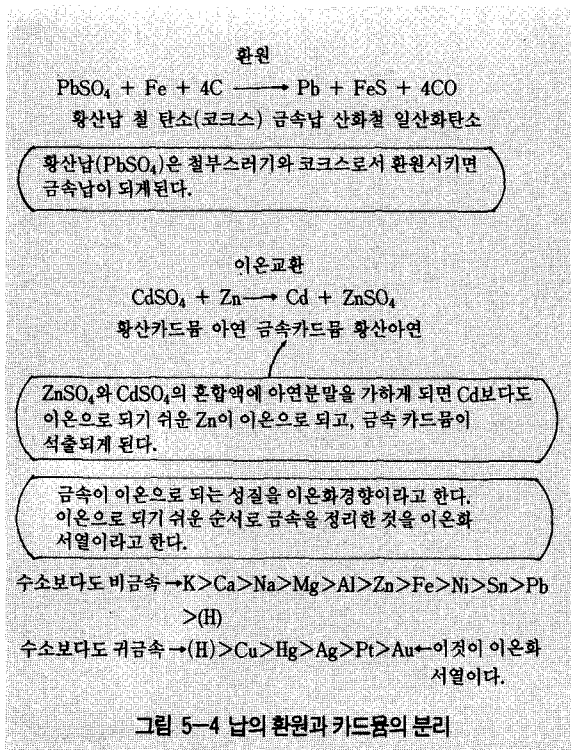 환원
PbSO₄ + Fe + 4C ⟶ Pb + FeS + 4CO
황산납 철 탄소(코크스) 금속납 산화철 일산화탄소
황산납(PbSO₄)은 철부스러기와 코크스로서 환원시키면
금속납이 되게된다.
이온교환
CdSO₄ + Zn ⟶ Cd + ZnSO₄
황산카드뮴 아연 금속카드뮴 황산아연
ZnSO₄와 CdSO₄의 혼합액에 아연분말을 가하게 되면 Cd보다도
이온으로 되기 쉬운 Zn이 이온으로 되고, 금속 카드뮴이
석출되게 된다.
금속이 이온으로 되는 성질을 이온화경향이라고 한다.
이온으로 되기 쉬운 순서로 금속을 정리한 것을 이온화
서열이라고 한다.
수소보다도 비금속→K>Ca>Na>Mg>Al>Zn>Fe>Ni>Sn>Pb
>(H)
수소보다도 귀금속→(H)>Cu>Hg>Ag>Pt>Au←이것이 이온화
서열이다.
그림 5—4 납의 환원과 카드뮴의 분리